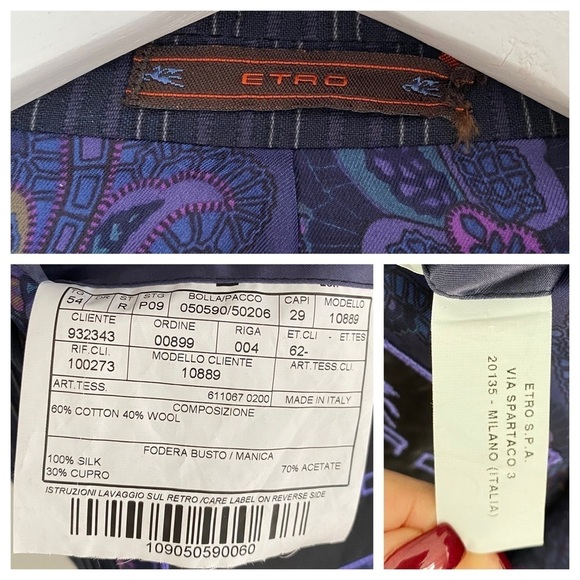 ETRO
TG ST STG BOLLA/PACCO CAPI MODELLO
54 R P09 050590/50206 29 10889
CLIENTE ORDINE RIGA ET.CLI - ET.TES
932343 00899 004 62-
RIF.CLI. MODELLO CLIENTE ART.TESS.CLI.
100273 10889
ART.TESS. 611067 0200 MADE IN ITALY
COMPOSIZIONE
60% COTTON 40% WOOL
FODERA BUSTO / MANICA
100% SILK 70% ACETATE
30% CUPRO
ISTRUZIONI LAVAGGIO SUL RETRO /CARE LABEL ON REVERSE SIDE
109050590060
ETRO S.P.A.
VIA SPARTACO 3
20135 - MILANO (ITALIA)